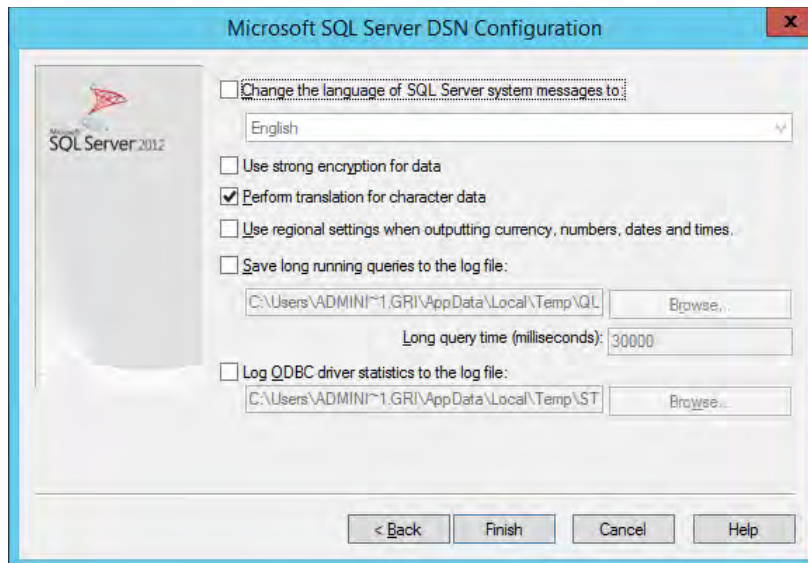 Microsoft SQL Server DSN Configuration
x
Microsoft
SQL Server 2012
Change the language of SQL Server system messages to:
English
Use strong encryption for data
Perform translation for character data
Use regional settings when outputting currency, numbers, dates and times.
Save long running queries to the log file:
C:\Users\ADMINI~1.GRI\AppData\Local\Temp\QL
Browse...
Long query time (milliseconds):
30000
Log ODBC driver statistics to the log file:
C:\Users\ADMINI~1.GRI\AppData\Local\Temp\ST
Browse...
< Back
Finish
Cancel
Help